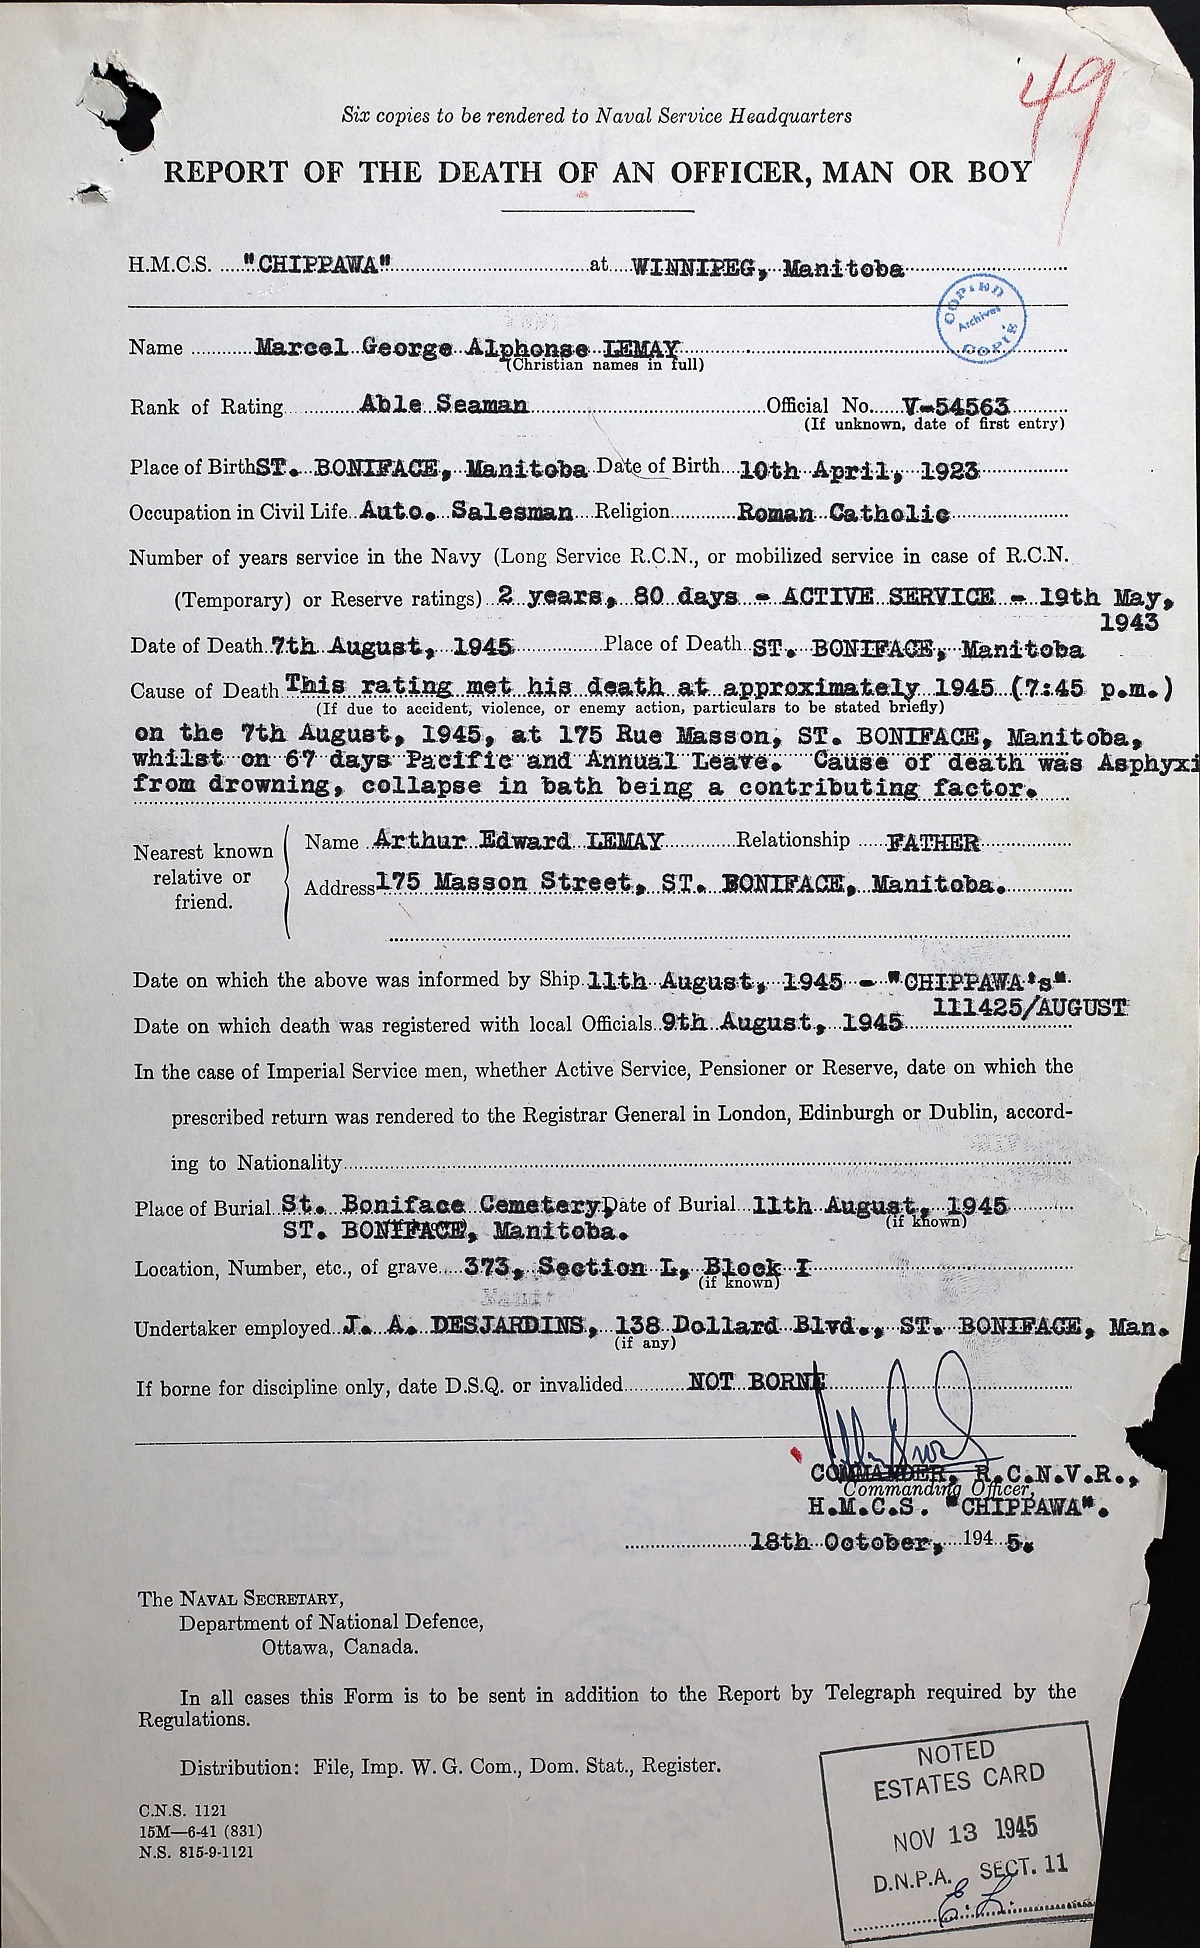 49
Six copies to be rendered to Naval Service Headquarters
REPORT OF THE DEATH OF AN OFFICER, MAN OR BOY
H.M.C.S. "CHIPPAWA" at WINNIPEG, Manitoba
COPIED
Archives
COPIE
Name Marcel George Alphonse LEMAY
(Christian names in full)
Rank of Rating Able Seaman Official No. V-54563
(If unknown, date of first entry)
Place of Birth ST. BONIFACE, Manitoba Date of Birth 10th April, 1923
Occupation in Civil Life Auto. Salesman Religion Roman Catholic
Number of years service in the Navy (Long Service R.C.N., or mobilized service in case of R.C.N.
(Temporary) or Reserve ratings) 2 years, 80 days - ACTIVE SERVICE - 19th May,
1943
Date of Death 7th August, 1945 Place of Death ST. BONIFACE, Manitoba
Cause of Death This rating met his death at approximately 1945 (7:45 p.m.)
(If due to accident, violence, or enemy action, particulars to be stated briefly)
on the 7th August, 1945, at 175 Rue Masson, ST. BONIFACE, Manitoba,
whilst on 67 days Pacific and Annual Leave. Cause of death was Asphyxi
from drowning, collapse in bath being a contributing factor.
Nearest known
relative or
friend.
Name Arthur Edward LEMAY Relationship FATHER
Address 175 Masson Street, ST. BONIFACE, Manitoba.
Date on which the above was informed by Ship 11th August, 1945 - "CHIPPAWA's"
111425/AUGUST
Date on which death was registered with local Officials 9th August, 1945
In the case of Imperial Service men, whether Active Service, Pensioner or Reserve, date on which the
prescribed return was rendered to the Registrar General in London, Edinburgh or Dublin, accord-
ing to Nationality
Place of Burial St. Boniface Cemetery, Date of Burial 11th August, 1945
(if known)
ST. BONIFACE, Manitoba.
Location, Number, etc., of grave 373, Section L, Block I
(if known)
Undertaker employed J. A. DESJARDINS, 138 Dollard Blvd., ST. BONIFACE, Man.
(if any)
If borne for discipline only, date D.S.Q. or invalided NOT BORNE
COMMANDER, R.C.N.V.R.,
Commanding Officer,
H.M.C.S. "CHIPPAWA".
18th October, 1945.
The NAVAL SECRETARY,
Department of National Defence,
Ottawa, Canada.
In all cases this Form is to be sent in addition to the Report by Telegraph required by the
Regulations.
Distribution: File, Imp. W. G. Com., Dom. Stat., Register.
C.N.S. 1121
15M—6-41 (831)
N.S. 815-9-1121
NOTED
ESTATES CARD
NOV 13 1945
D.N.P.A. SECT. 11
E. L.